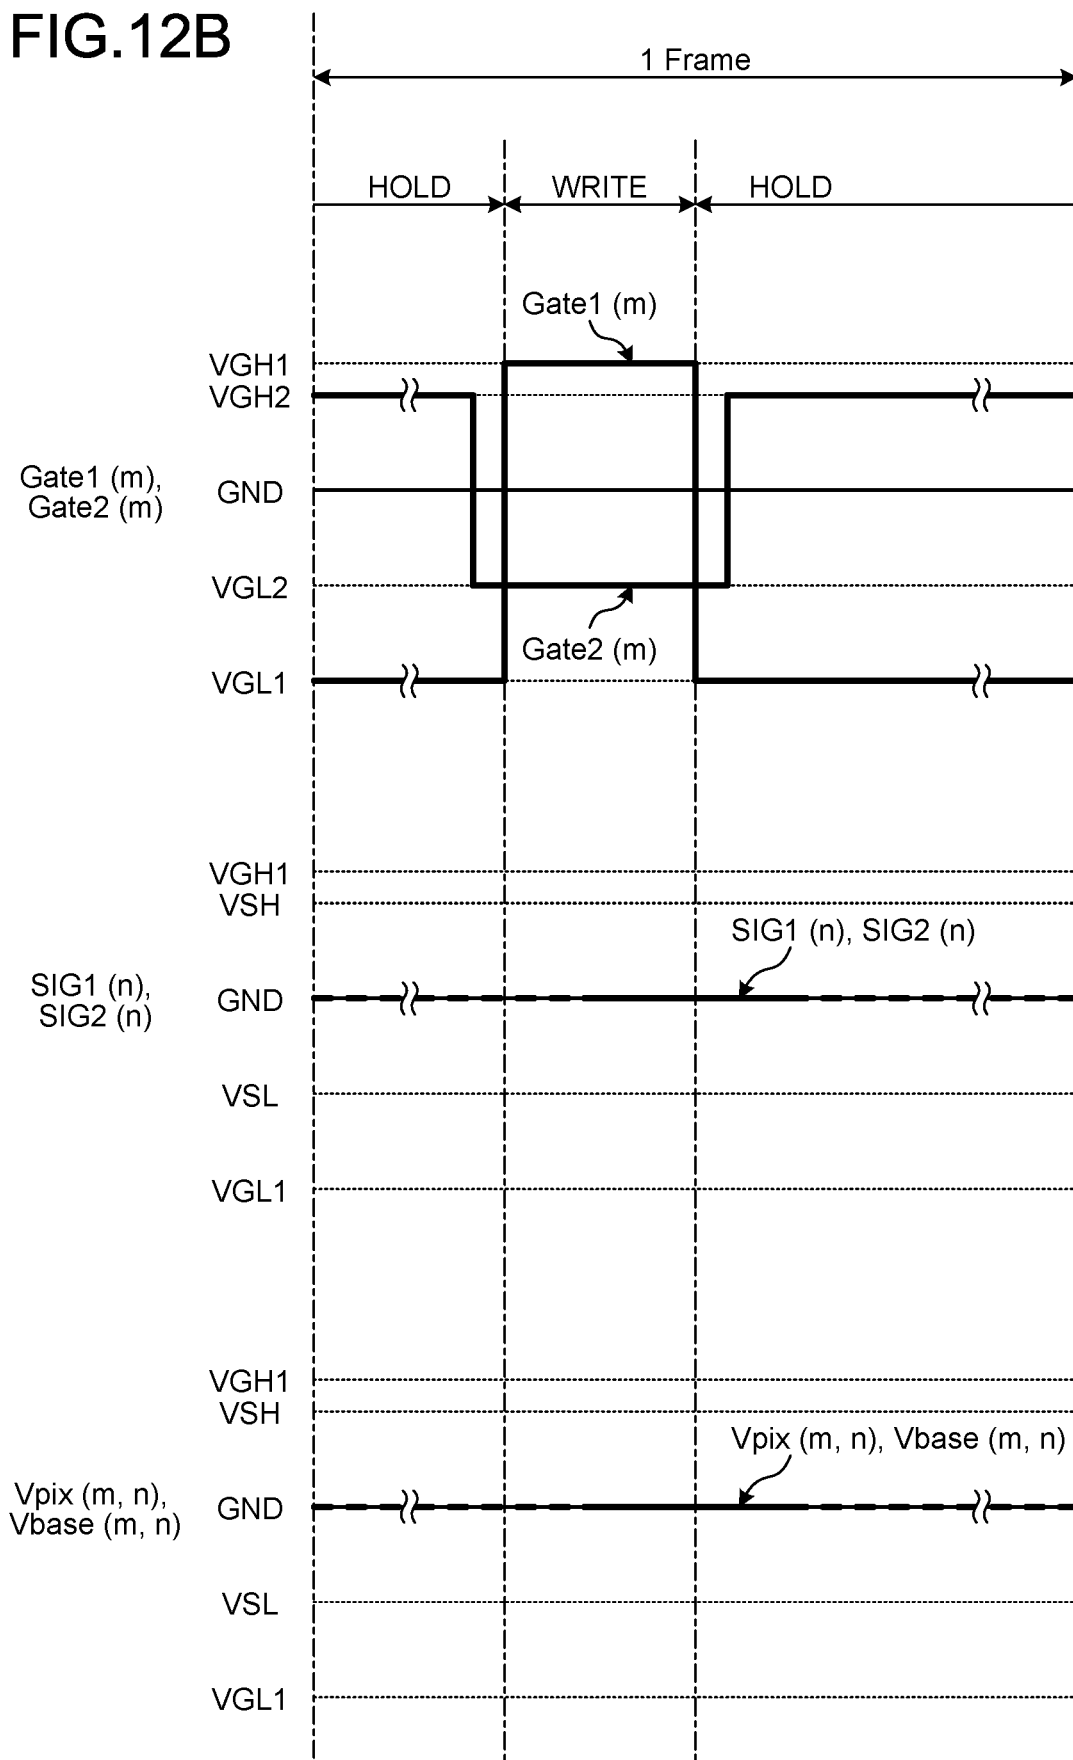 FIG.12B
1 Frame
HOLD
WRITE
HOLD
Gate1 (m)
VGH1
VGH2
Gate1 (m),
Gate2 (m)
GND
VGL2
Gate2 (m)
VGL1
VGH1
VSH
SIG1 (n), SIG2 (n)
SIG1 (n),
SIG2 (n)
GND
VSL
VGL1
VGH1
VSH
Vpix (m, n), Vbase (m, n)
Vpix (m, n),
Vbase (m, n)
GND
VSL
VGL1